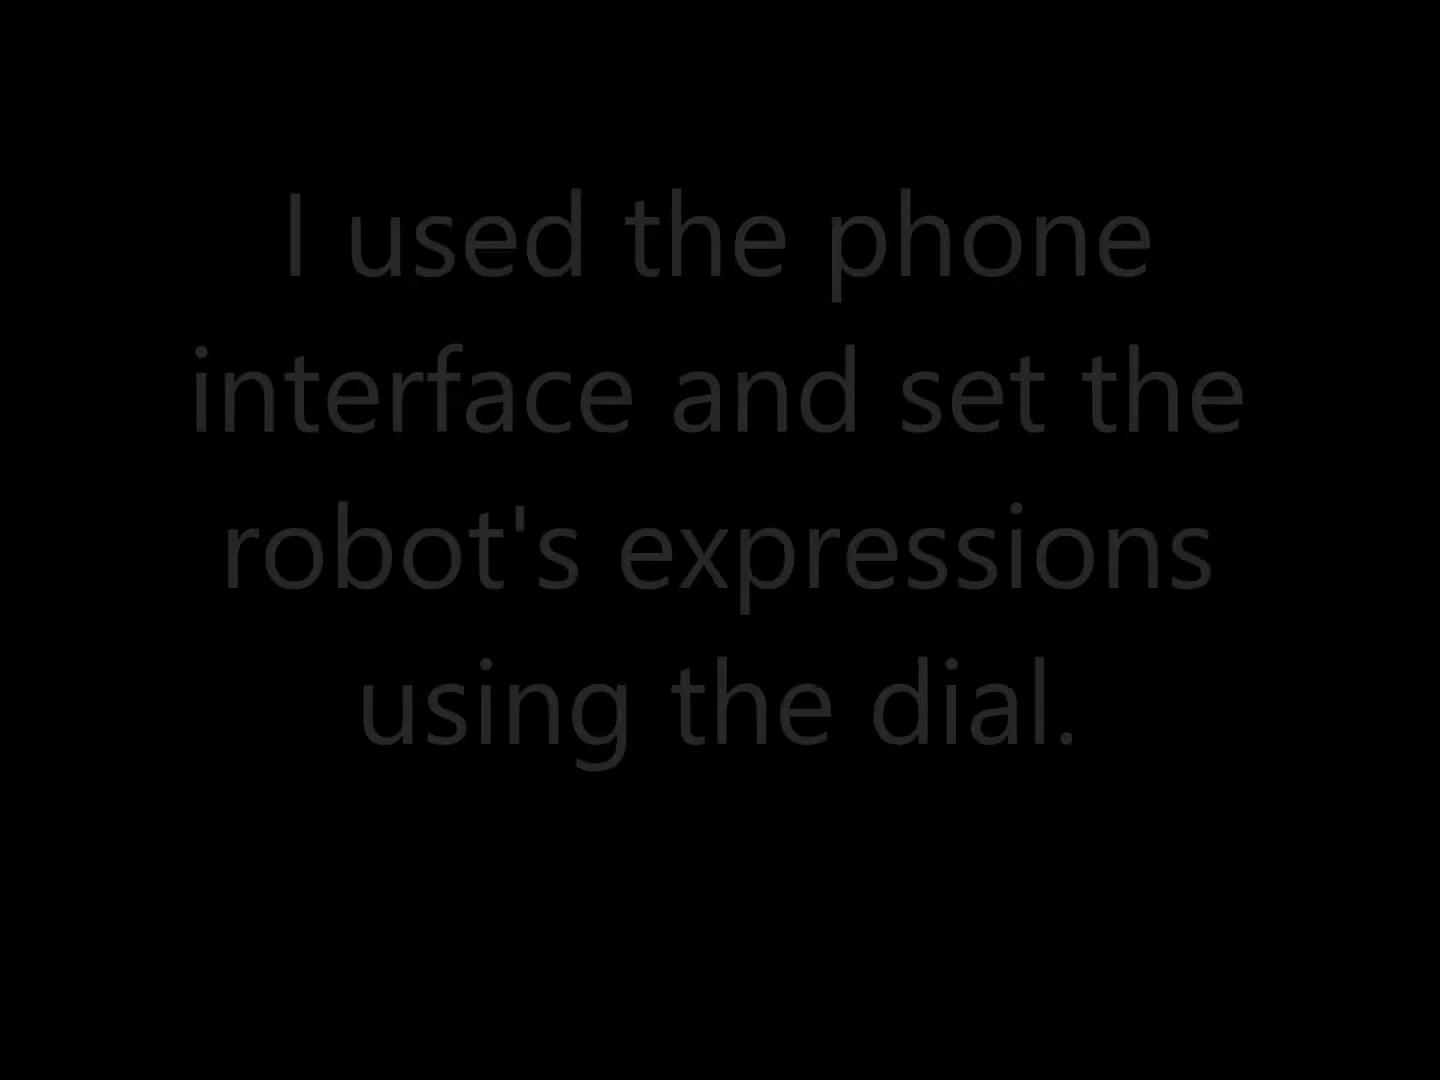 I used the phone
interface and set the
robot's expressions
using the dial.